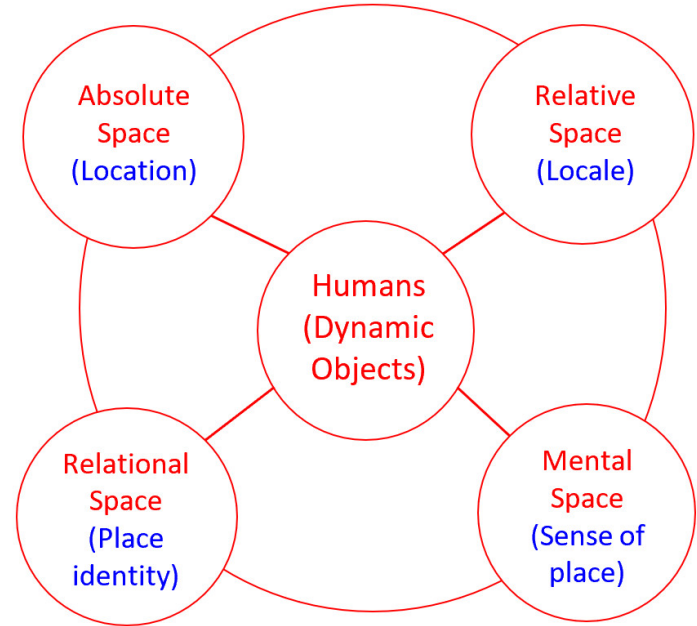 Absolute
Space
(Location)
Relative
Space
(Locale)
Humans
(Dynamic
Objects)
Relational
Space
(Place
identity)
Mental
Space
(Sense of
place)